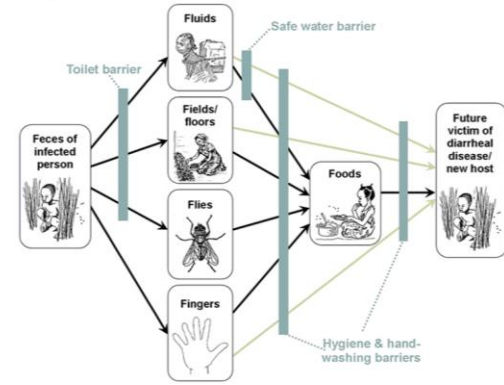 Fluids
Safe water barrier
Toilet barrier
Fields/
floors
Feces of
infected
person
Future
victim of
diarrheal
disease/
new host
Foods
Flies
Fingers
Hygiene & hand-
washing barriers